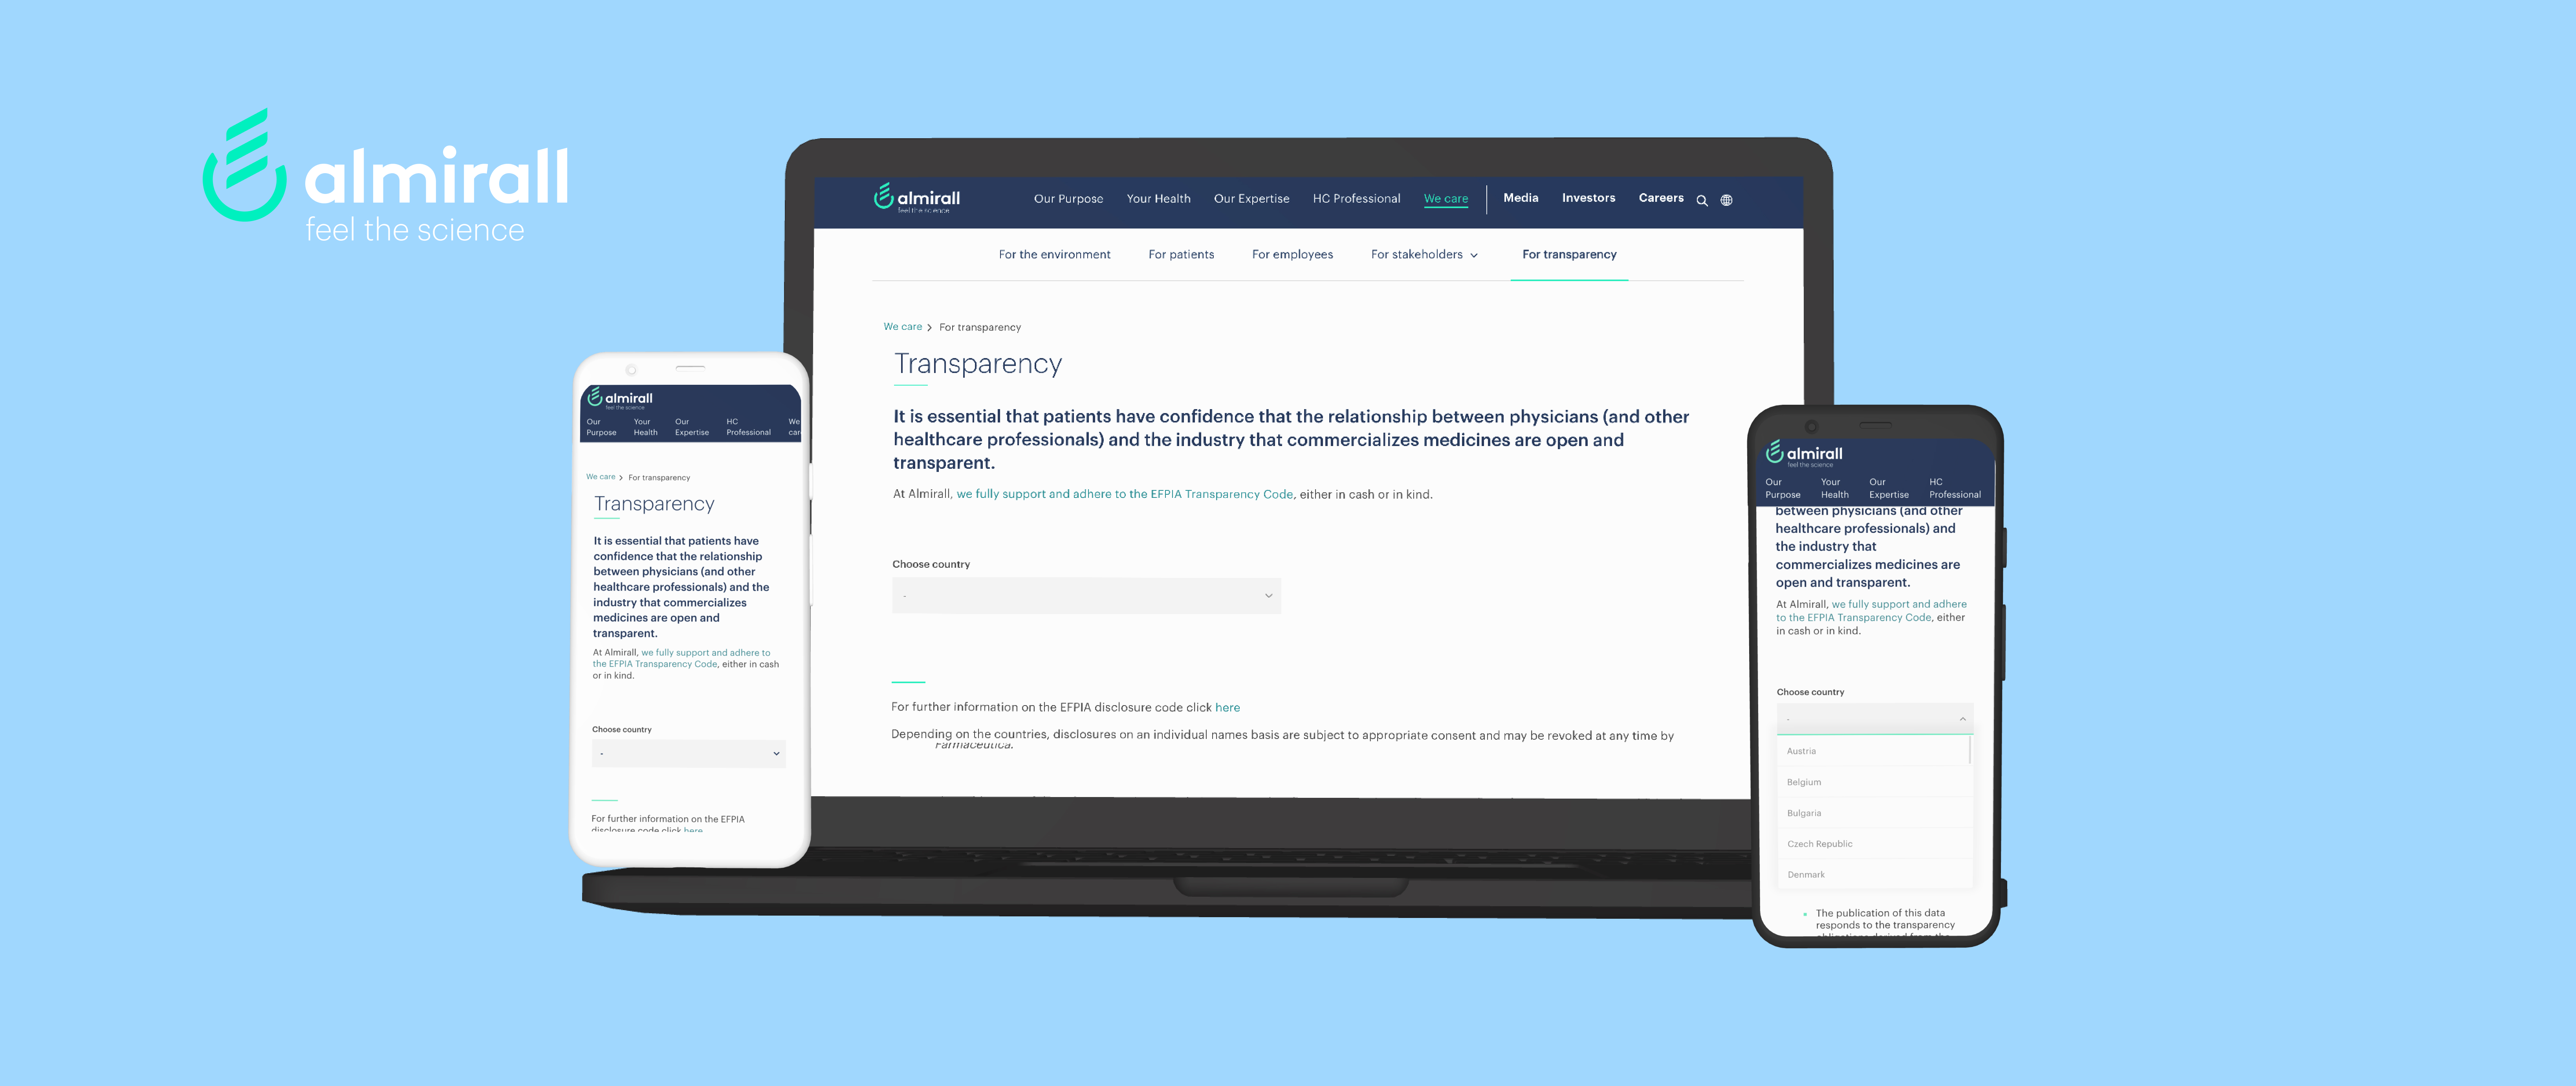 almirall
feel the science
almirall
feel the science
Our Purpose Your Health Our Expertise HC Professional We care Media Investors Careers
For the environment For patients For employees For stakeholders For transparency
We care > For transparency
Transparency
It is essential that patients have confidence that the relationship between physicians (and other
healthcare professionals) and the industry that commercializes medicines are open and
transparent.
At Almirall, we fully support and adhere to the EFPIA Transparency Code, either in cash or in kind.
Choose country
-
For further information on the EFPIA disclosure code click here
Depending on the countries, disclosures on an individual names basis are subject to appropriate consent and may be revoked at any time by
Farmaceutica.
almirall
feel the science
Our Your Our HC We
Purpose Health Expertise Professional car
We care > For transparency
Transparency
It is essential that patients have
confidence that the relationship
between physicians (and other
healthcare professionals) and the
industry that commercializes
medicines are open and
transparent.
At Almirall, we fully support and adhere to
the EFPIA Transparency Code, either in cash
or in kind.
Choose country
-
For further information on the EFPIA
disclosure code click here
almirall
feel the science
Our Your Our HC
Purpose Health Expertise Professional
between physicians (and other
healthcare professionals) and
the industry that
commercializes medicines are
open and transparent.
At Almirall, we fully support and adhere
to the EFPIA Transparency Code, either
in cash or in kind.
Choose country
-
Austria
Belgium
Bulgaria
Czech Republic
Denmark
The publication of this data
responds to the transparency
obligations derived from the